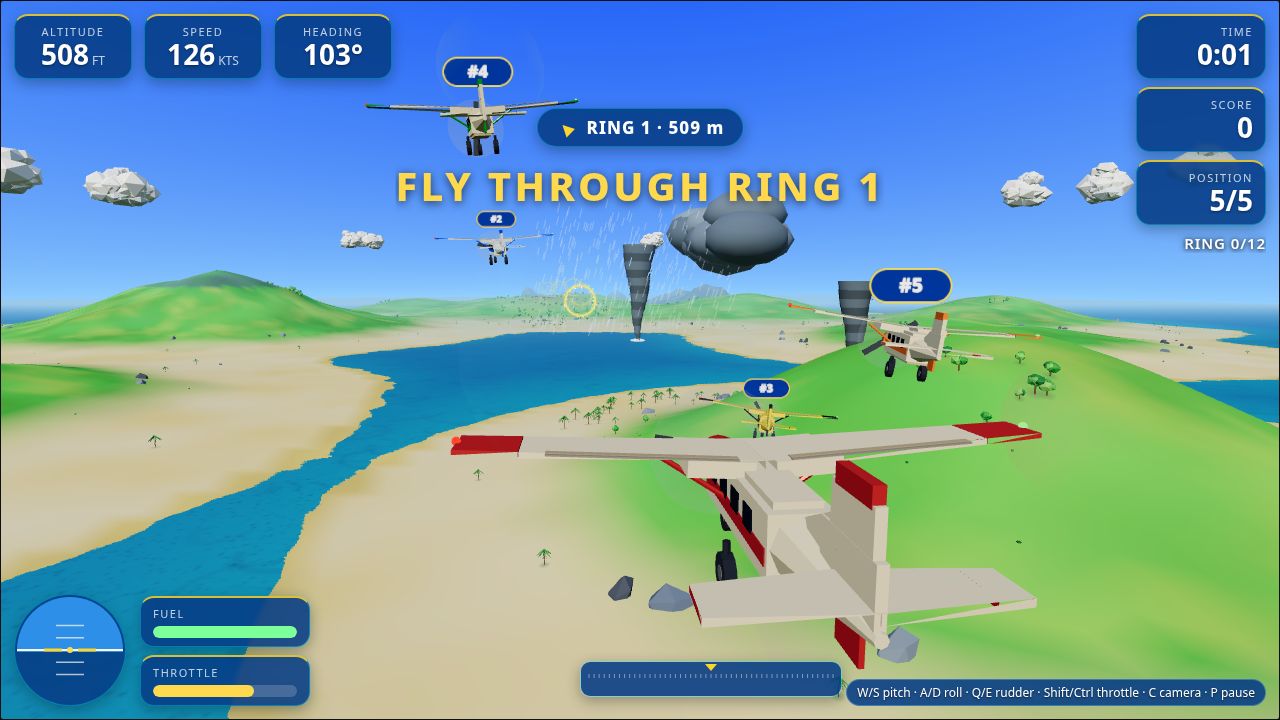 ALTITUDE
508 FT
SPEED
126 KTS
HEADING
103°
#4
RING 1 · 509 m
FLY THROUGH RING 1
#2
#5
#3
TIME
0:01
SCORE
0
POSITION
5/5
RING 0/12
FUEL
THROTTLE
W/S pitch · A/D roll · Q/E rudder · Shift/Ctrl throttle · C camera · P pause